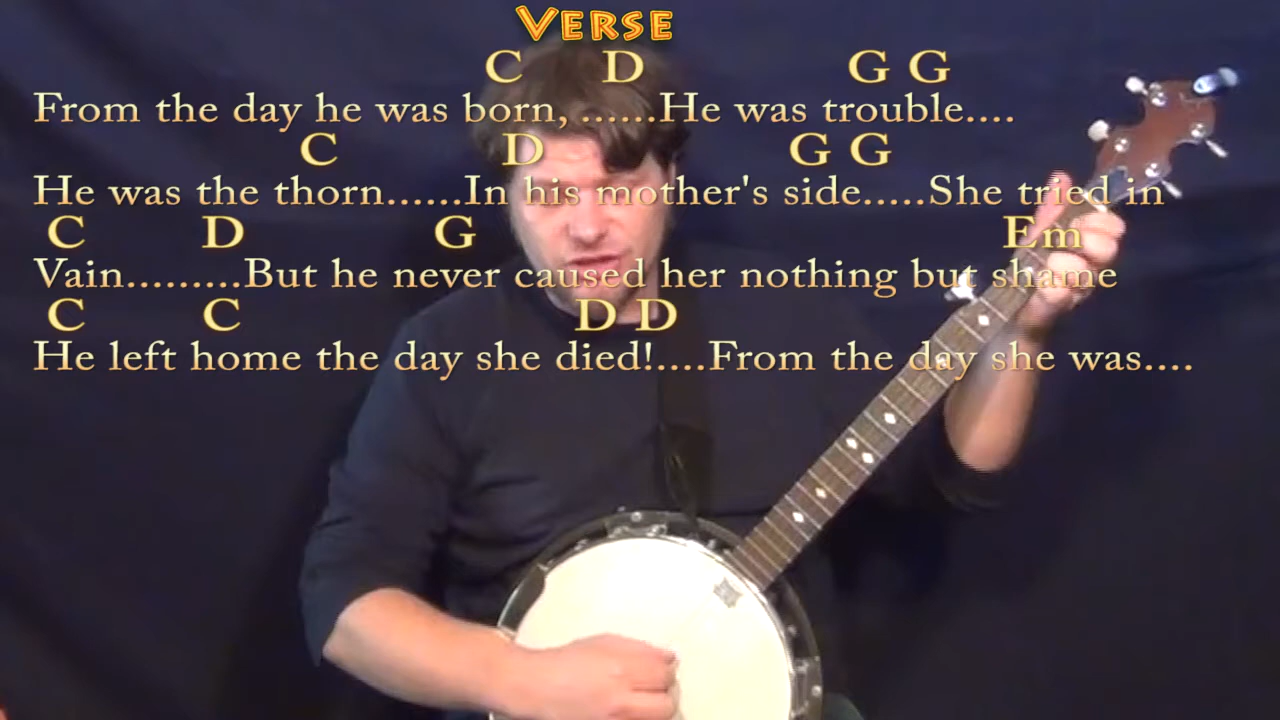 VERSE
C D G G
From the day he was born, ......He was trouble....
C D G G
He was the thorn......In his mother's side.....She tried in
C D G Em
Vain.........But he never caused her nothing but shame
C C D D
He left home the day she died!....From the day she was....